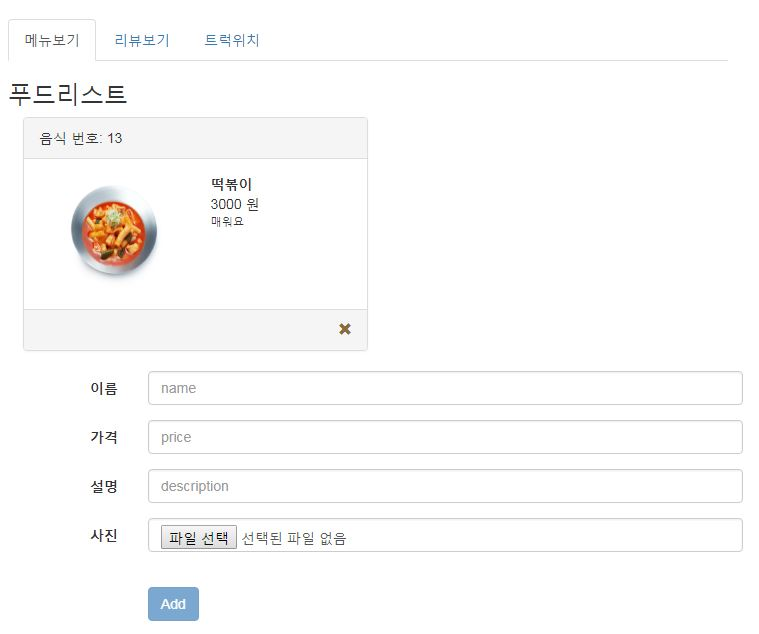 메뉴보기 리뷰보기 트럭위치
푸드리스트
음식 번호: 13
떡볶이
3000 원
매워요
이름 name
가격 price
설명 description
사진 파일 선택 선택된 파일 없음
Add